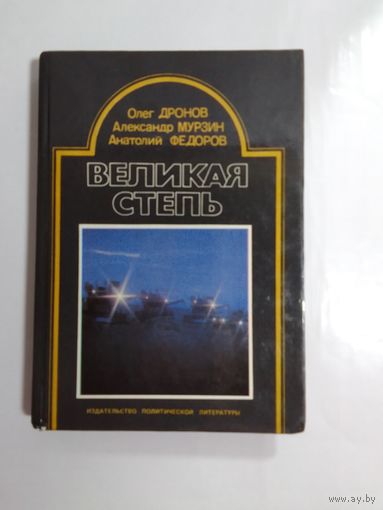 Олег ДРОНОВ
Александр МУРЗИН
Анатолий ФЕДОРОВ
ВЕЛИКАЯ
СТЕПЬ
ИЗДАТЕЛЬСТВО ПОЛИТИЧЕСКОЙ ЛИТЕРАТУРЫ
www.ay.by